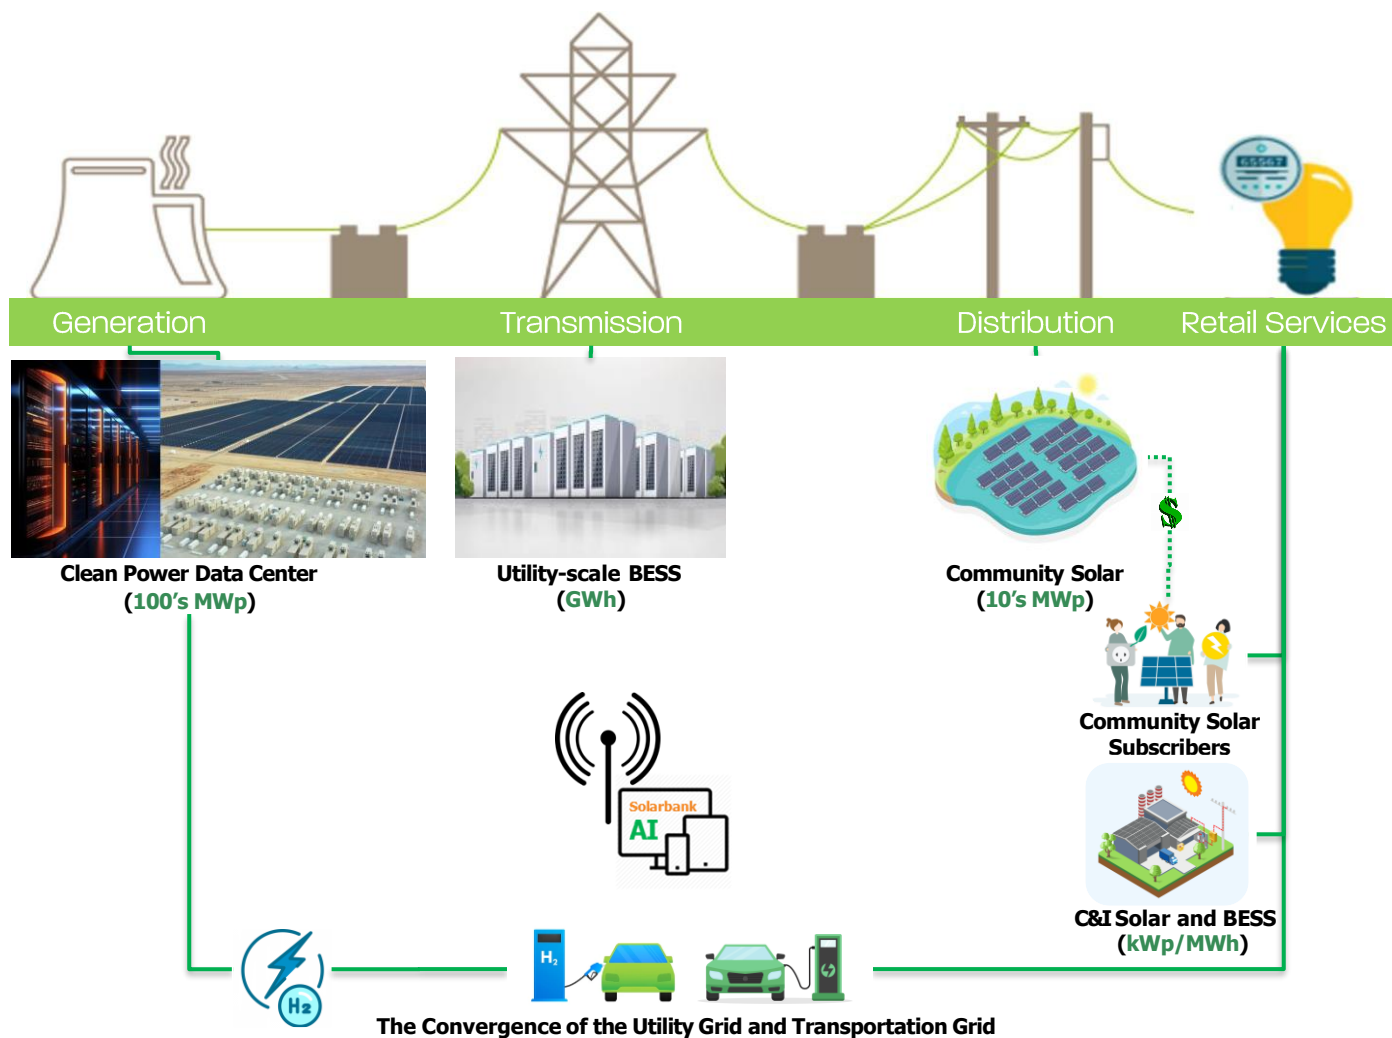 65567
Generation
Transmission
Distribution
Retail Services
Clean Power Data Center
(100's MWp)
Utility-scale BESS
(GWh)
Community Solar
(10's MWp)
$
Community Solar
Subscribers
Solarbank
AI
C&I Solar and BESS
(kWp/MWh)
H2
H2
The Convergence of the Utility Grid and Transportation Grid